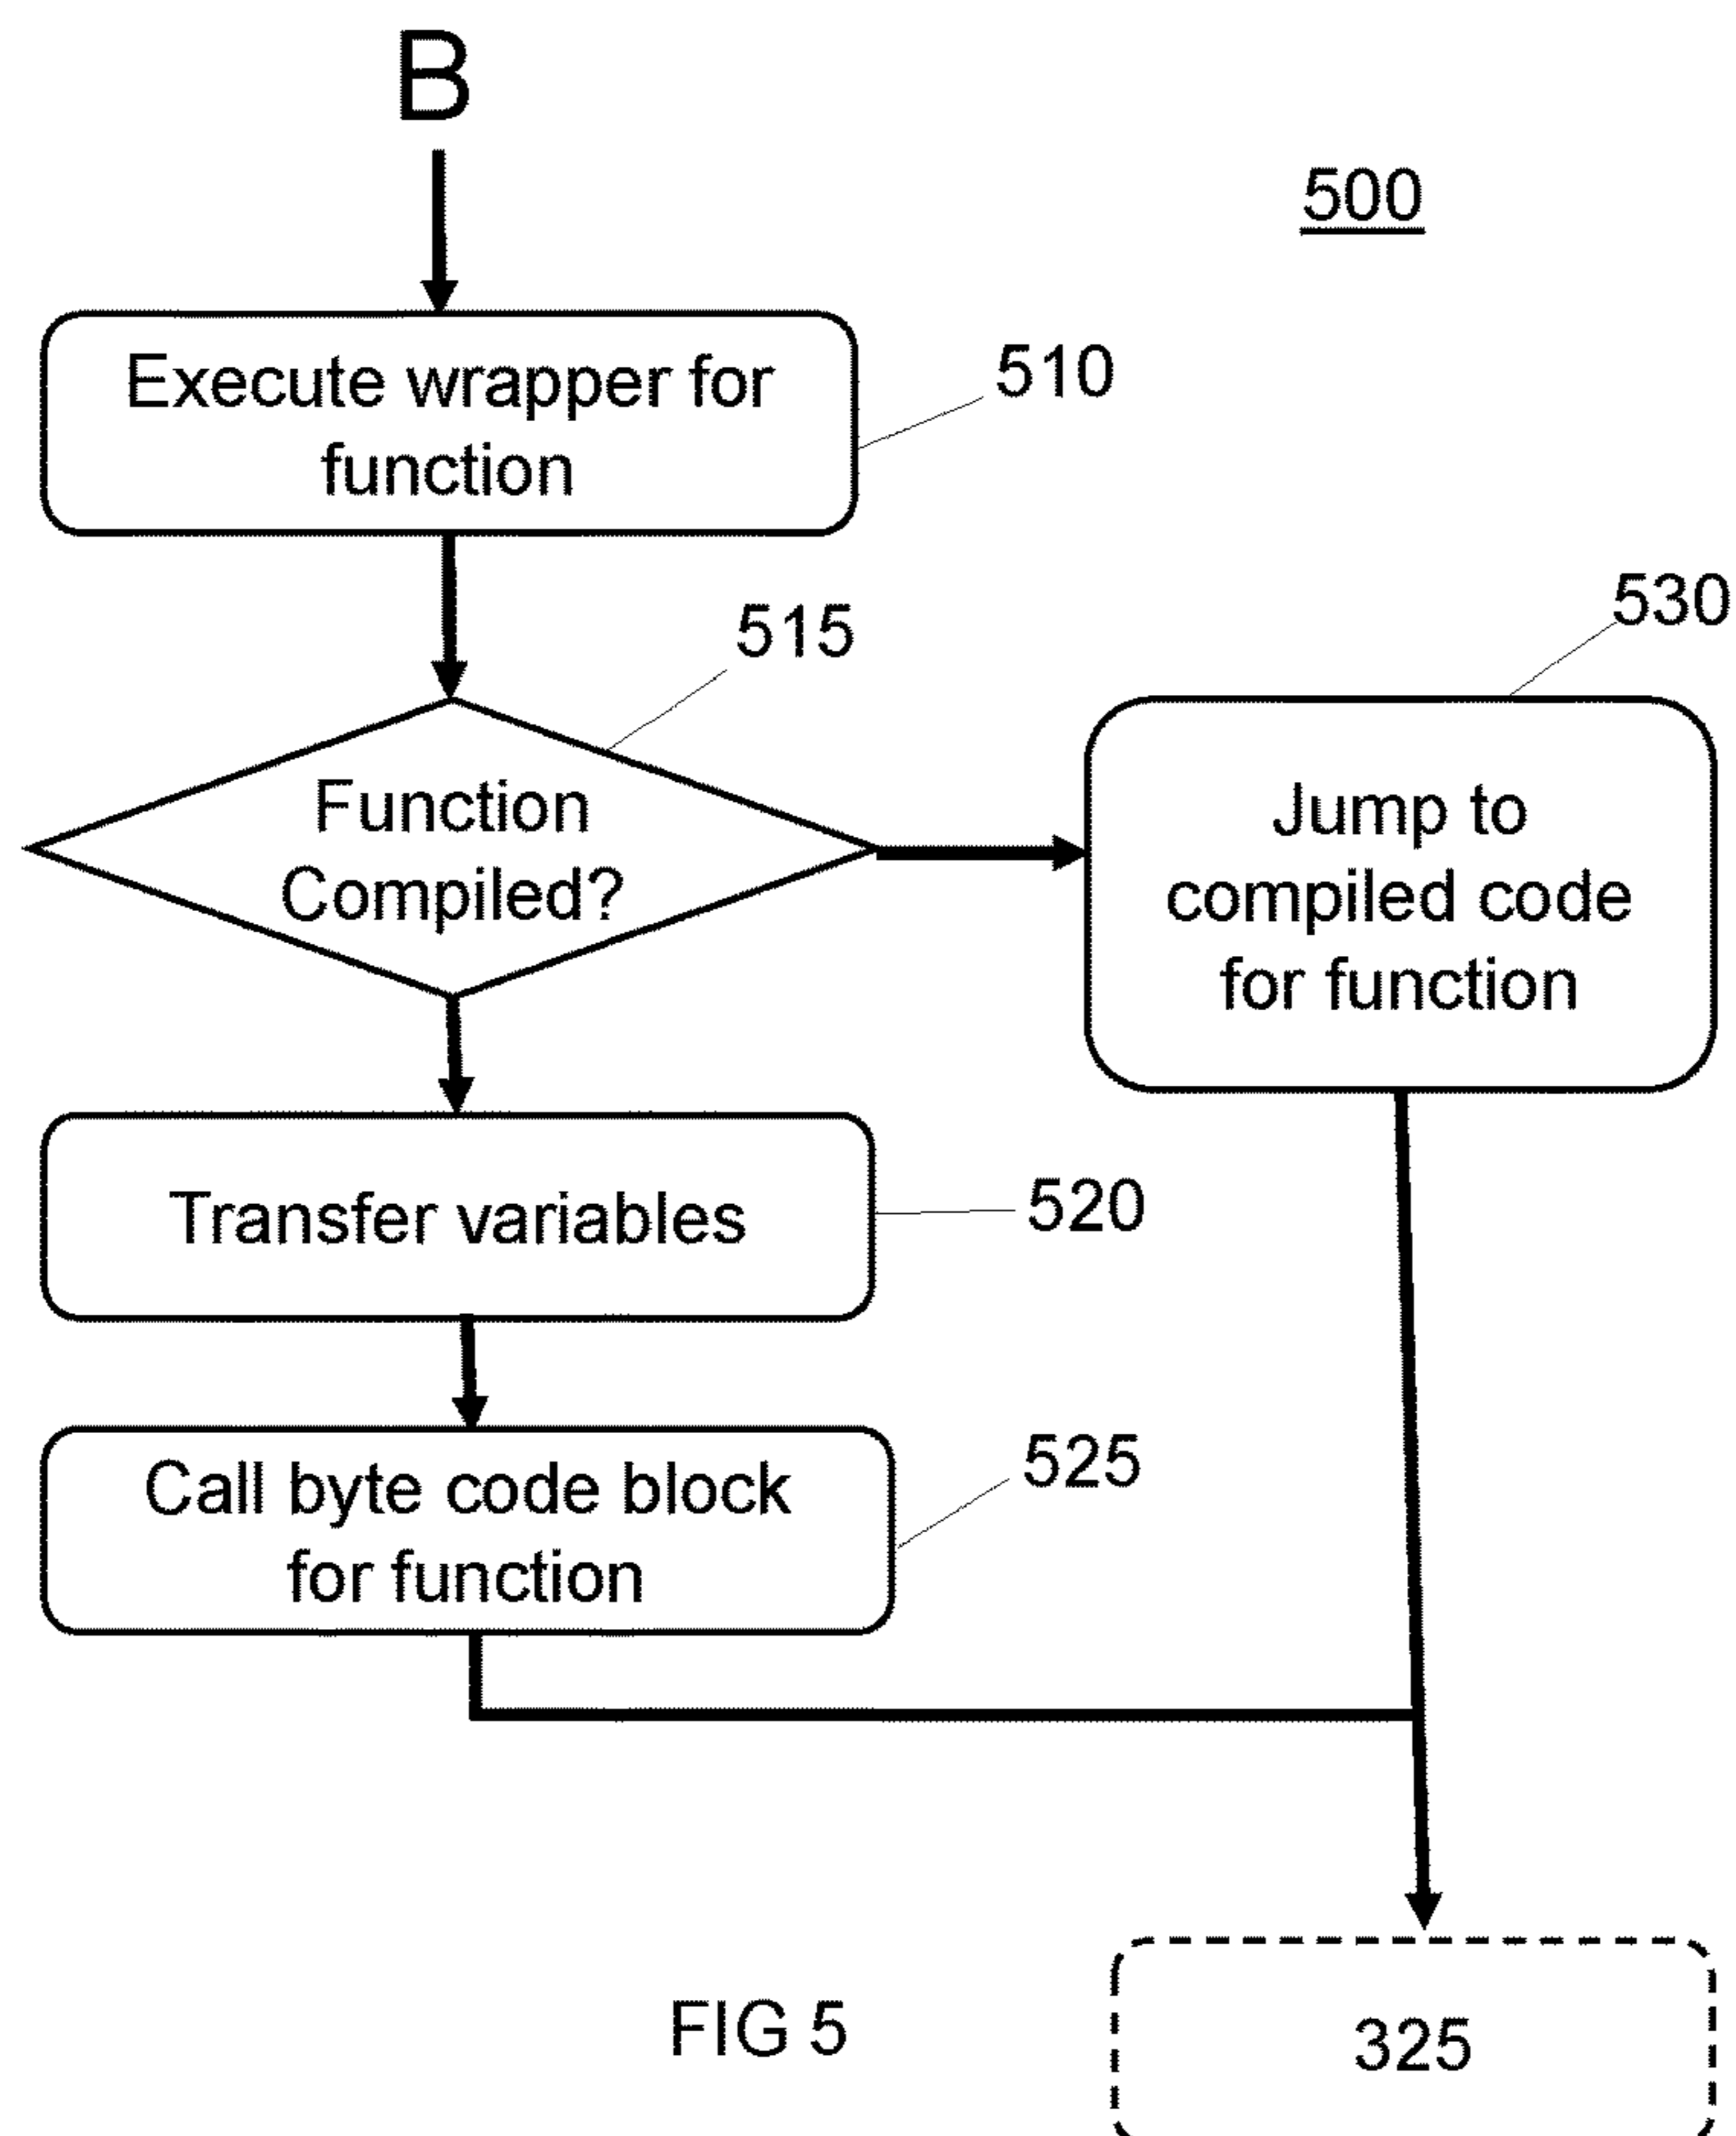 B
500
Execute wrapper for
function
510
515
530
Function
Compiled?
Jump to
compiled code
for function
Transfer variables
520
Call byte code block
for function
525
FIG 5
325